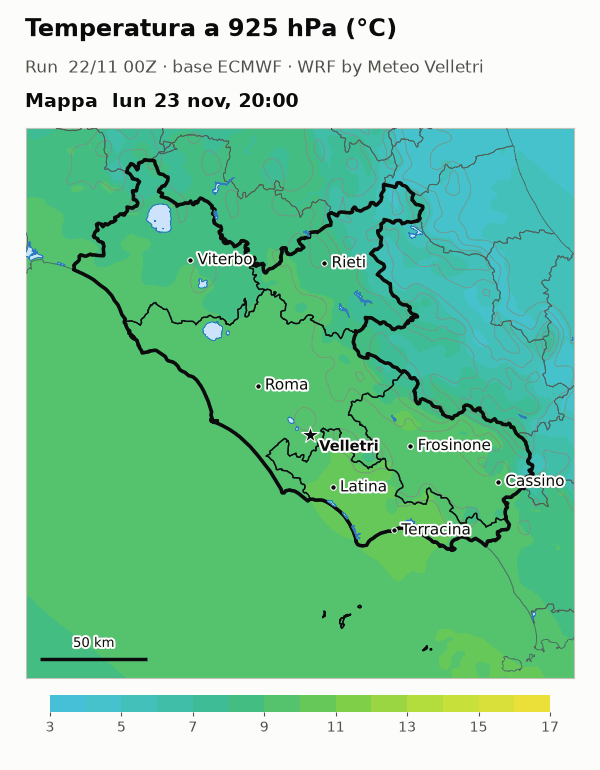 Temperatura a 925 hPa (°C)
Run  22/11 00Z · base ECMWF · WRF by Meteo Velletri
Mappa  lun 23 nov, 20:00
Viterbo
Rieti
Roma
Velletri
Frosinone
Cassino
Latina
Terracina
50 km
3 5 7 9 11 13 15 17